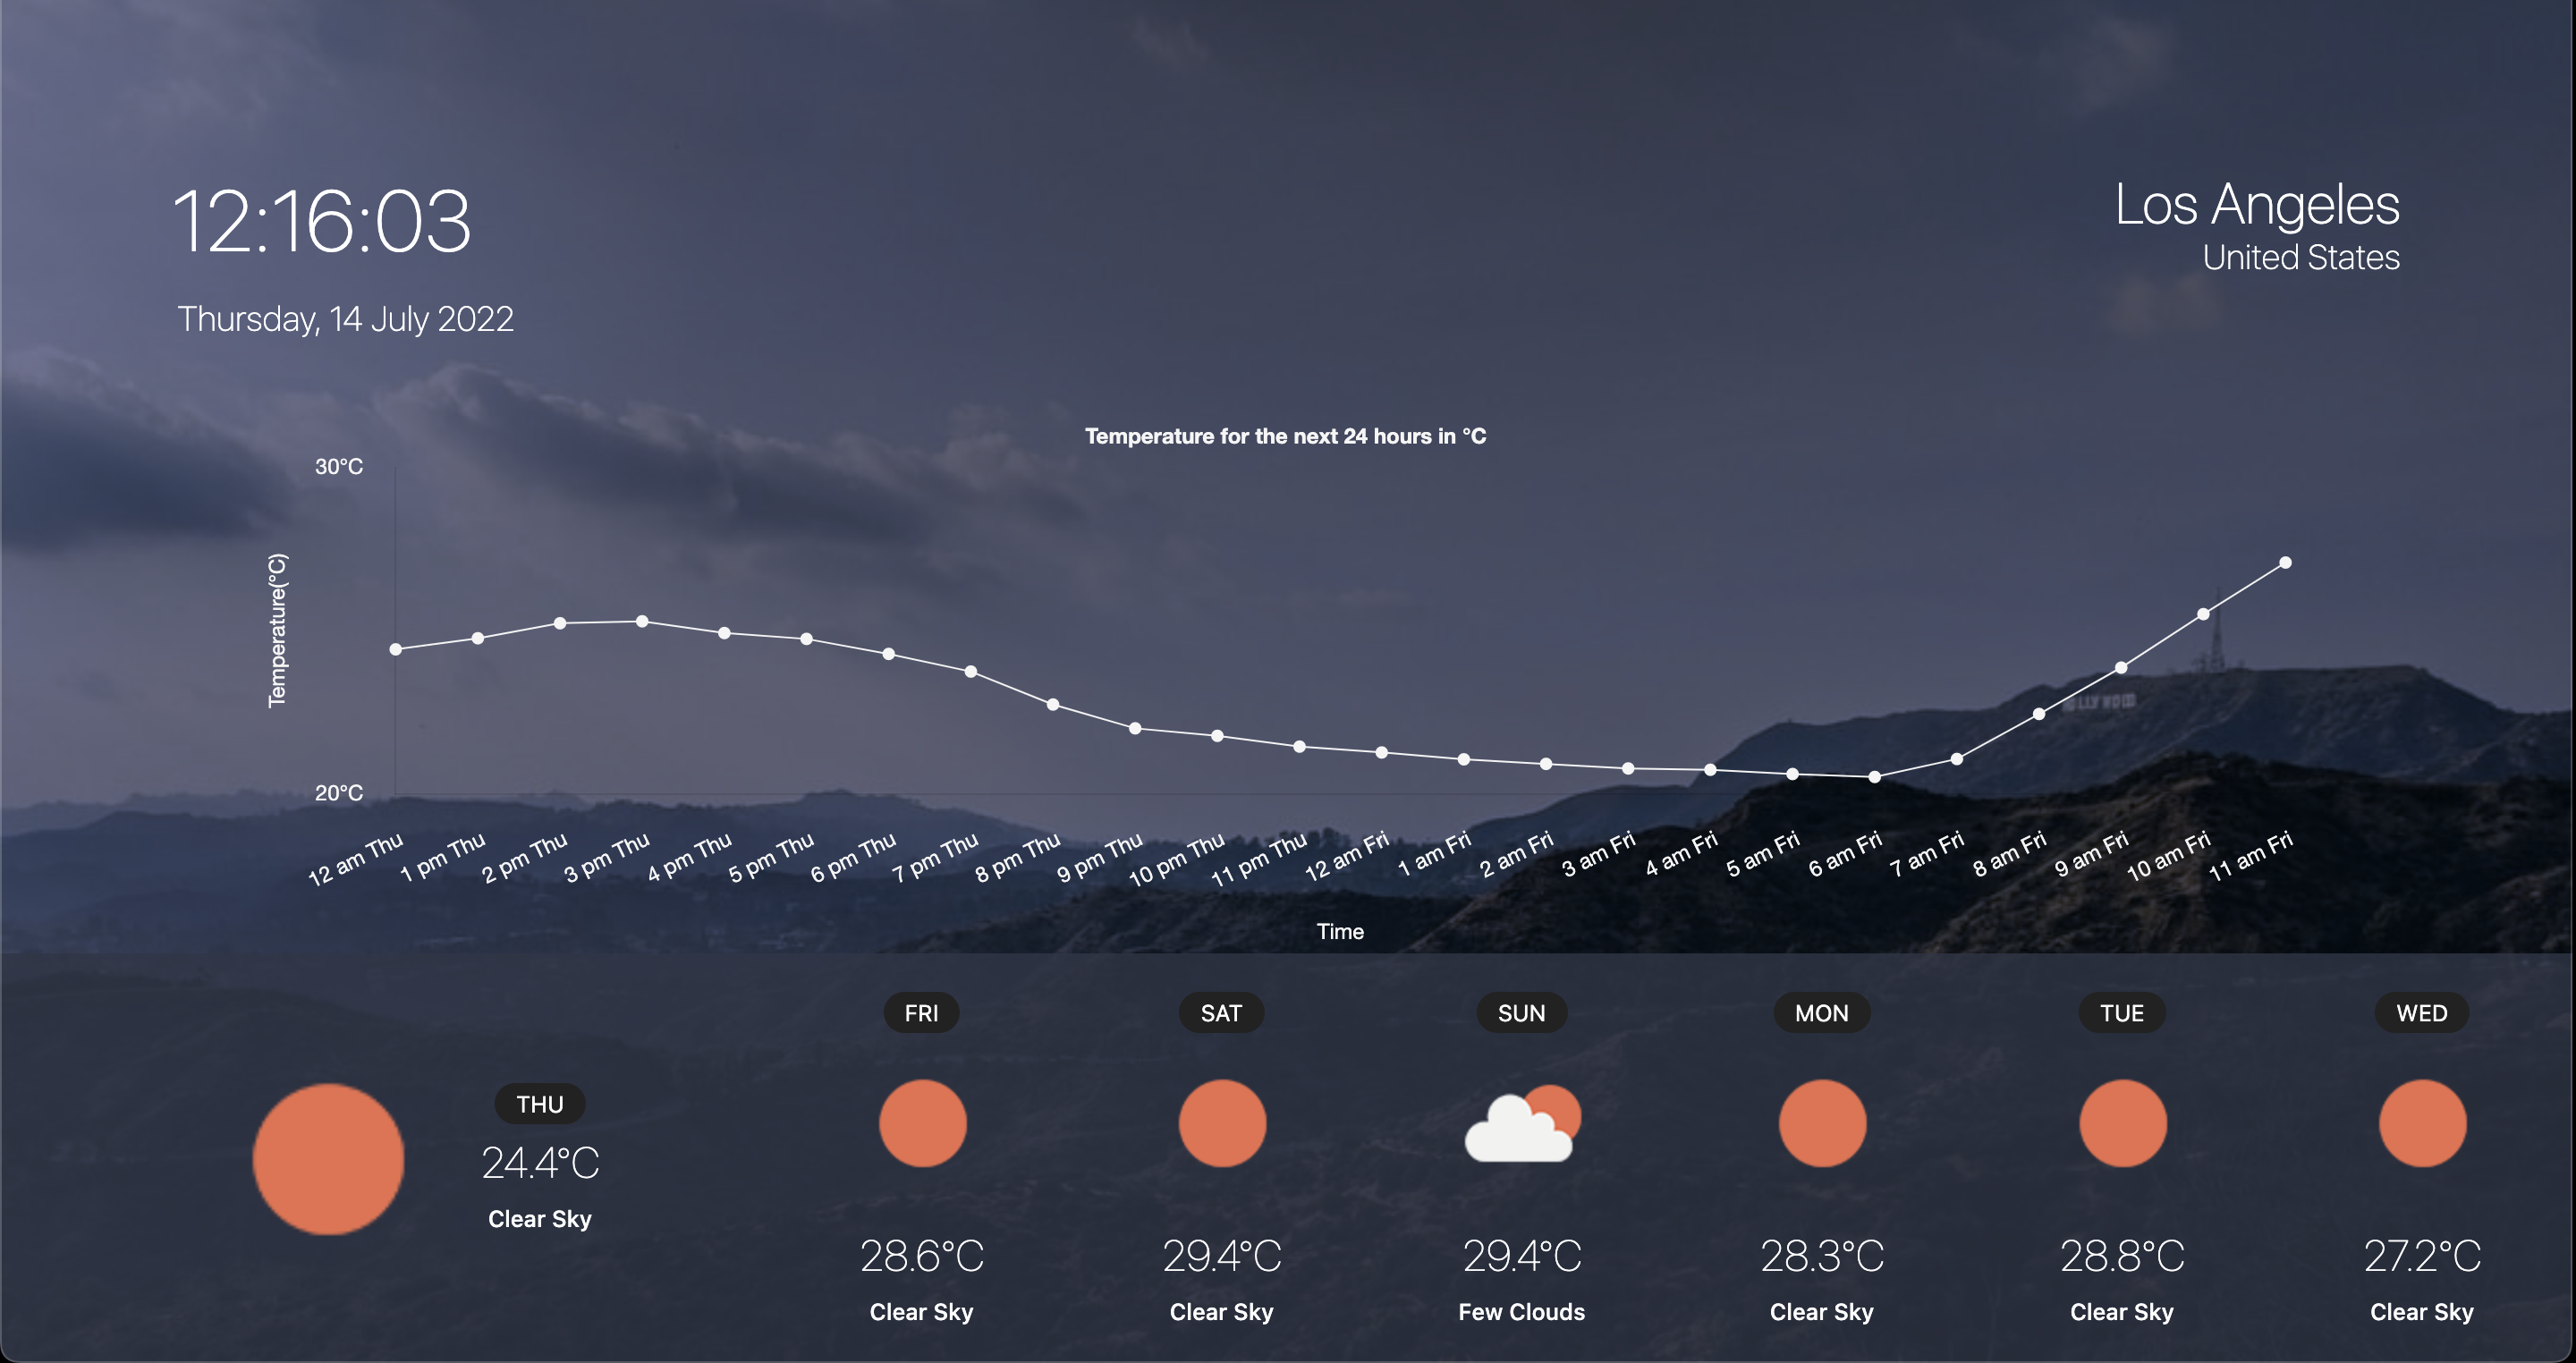 12:16:03
Los Angeles
United States
Thursday, 14 July 2022
Temperature for the next 24 hours in °C
30°C
Temperature(°C)
20°C
12 am Thu
1 pm Thu
2 pm Thu
3 pm Thu
4 pm Thu
5 pm Thu
6 pm Thu
7 pm Thu
8 pm Thu
9 pm Thu
10 pm Thu
11 pm Thu
12 am Fri
1 am Fri
2 am Fri
3 am Fri
4 am Fri
5 am Fri
6 am Fri
7 am Fri
8 am Fri
9 am Fri
10 am Fri
11 am Fri
Time
THU
24.4°C
Clear Sky
FRI
28.6°C
Clear Sky
SAT
29.4°C
Clear Sky
SUN
29.4°C
Few Clouds
MON
28.3°C
Clear Sky
TUE
28.8°C
Clear Sky
WED
27.2°C
Clear Sky